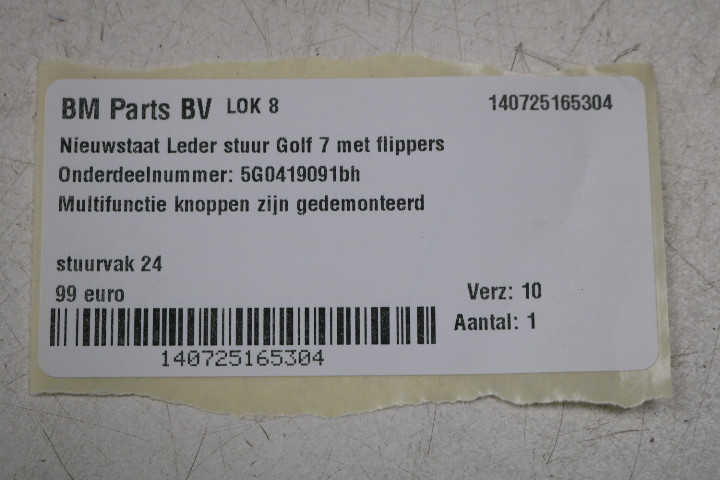 BM Parts BV LOK 8 140725165304
Nieuwstaat Leder stuur Golf 7 met flippers
Onderdeelnummer: 5G0419091bh
Multifunctie knoppen zijn gedemonteerd
stuurvak 24
99 euro Verz: 10
Aantal: 1
140725165304